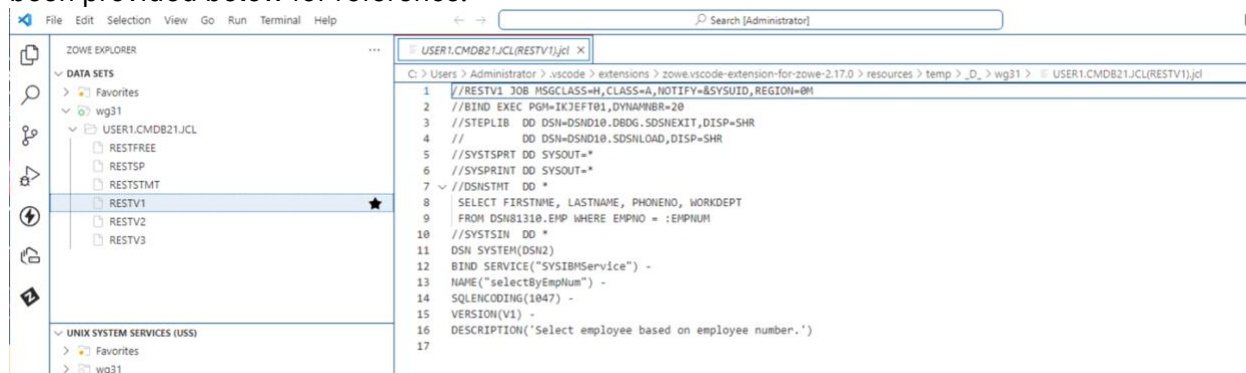 been provided below for reference.
File Edit Selection View Go Run Terminal Help
Search [Administrator]
ZOWE EXPLORER
DATA SETS
Favorites
wg31
USER1.CMDB21.JCL
RESTFREE
RESTSP
RESTSTMT
RESTV1
RESTV2
RESTV3
UNIX SYSTEM SERVICES (USS)
Favorites
wg31
USER1.CMDB21.JCL(RESTV1).jcl
C: > Users > Administrator > .vscode > extensions > zowe.vscode-extension-for-zowe-2.17.0 > resources > temp > _D_ > wg31 > USER1.CMDB21.JCL(RESTV1).jcl
1 //RESTV1 JOB MSGCLASS=H,CLASS=A,NOTIFY=&SYSUID,REGION=0M
2 //BIND EXEC PGM=IKJEFT01,DYNAMNBR=20
3 //STEPLIB DD DSN=DSND10.DBDG.SDSNEXIT,DISP=SHR
4 // DD DSN=DSND10.SDSNLOAD,DISP=SHR
5 //SYSTSPRT DD SYSOUT=*
6 //SYSPRINT DD SYSOUT=*
7 //DSNSTMT DD *
8 SELECT FIRSTNME, LASTNAME, PHONENO, WORKDEPT
9 FROM DSN81310.EMP WHERE EMPNO = :EMPNUM
10 //SYSTSIN DD *
11 DSN SYSTEM(DSN2)
12 BIND SERVICE("SYSIBMService") -
13 NAME("selectByEmpNum") -
14 SQLENCODING(1047) -
15 VERSION(V1) -
16 DESCRIPTION('Select employee based on employee number.')
17